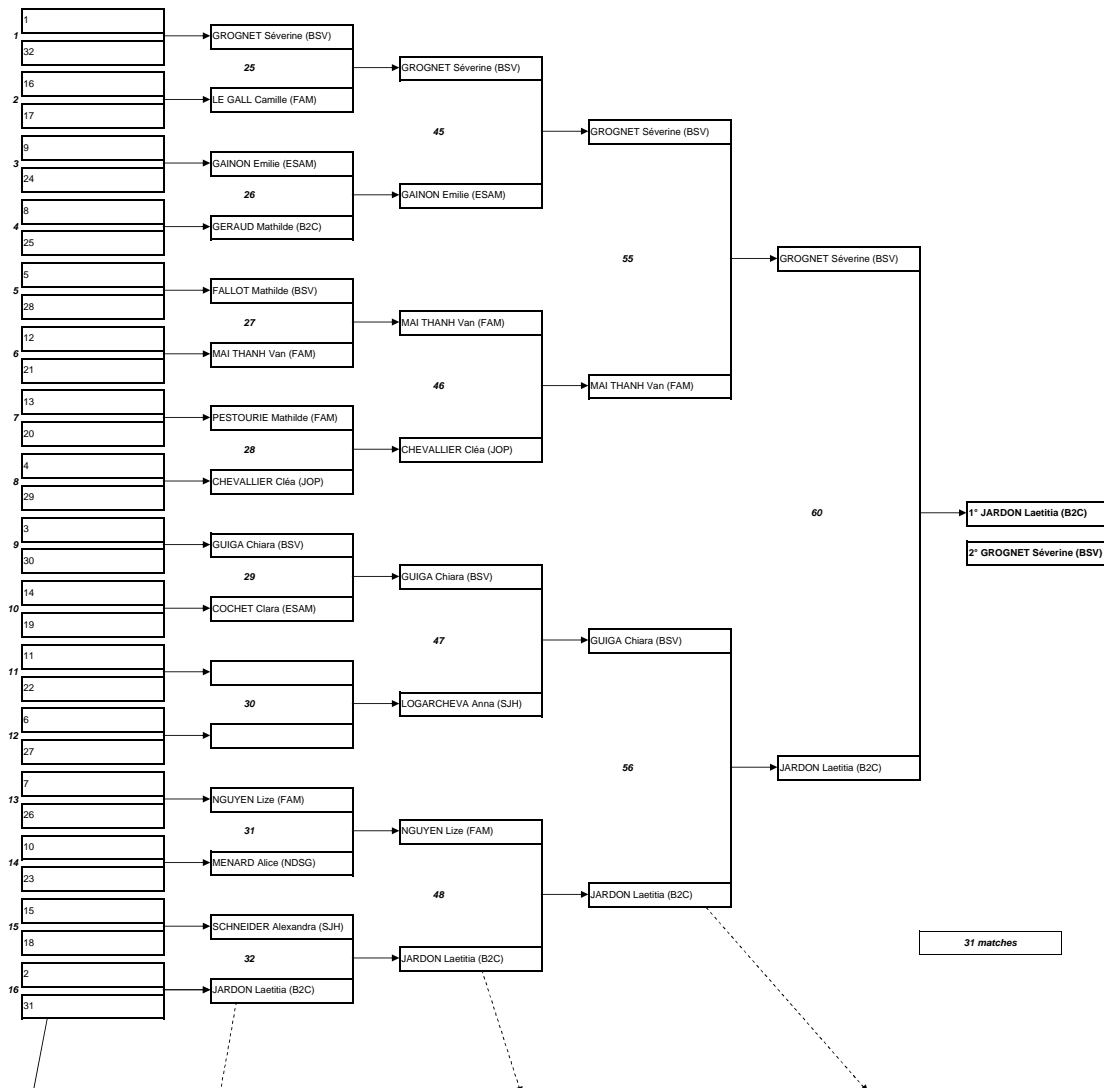 1
1
GROGNET Séverine (BSV)
32
25
GROGNET Séverine (BSV)
16
2
LE GALL Camille (FAM)
17
45
GROGNET Séverine (BSV)
9
3
GAINON Emilie (ESAM)
24
26
GAINON Emilie (ESAM)
8
4
GERAUD Mathilde (B2C)
25
55
GROGNET Séverine (BSV)
5
5
FALLOT Mathilde (BSV)
28
27
MAI THANH Van (FAM)
12
6
MAI THANH Van (FAM)
21
46
MAI THANH Van (FAM)
13
7
PESTOURIE Mathilde (FAM)
20
28
CHEVALLIER Cléa (JOP)
4
8
CHEVALLIER Cléa (JOP)
29
60
1° JARDON Laetitia (B2C)
3
9
GUIGA Chiara (BSV)
2° GROGNET Séverine (BSV)
30
29
GUIGA Chiara (BSV)
14
10
COCHET Clara (ESAM)
19
47
GUIGA Chiara (BSV)
11
11
22
30
LOGARCHEVA Anna (SJH)
6
12
27
56
JARDON Laetitia (B2C)
7
13
NGUYEN Lize (FAM)
26
31
NGUYEN Lize (FAM)
10
14
MENARD Alice (NDSG)
23
48
JARDON Laetitia (B2C)
15
15
SCHNEIDER Alexandra (SJH)
18
31 matches
32
JARDON Laetitia (B2C)
2
16
JARDON Laetitia (B2C)
31